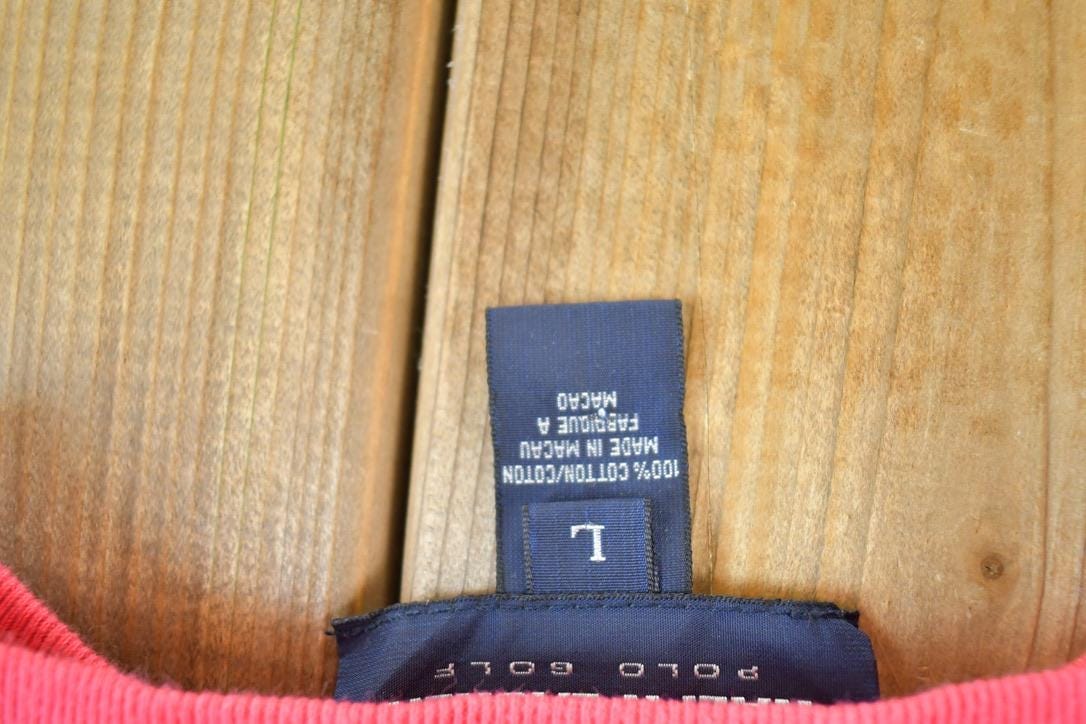 POLO GOLF
L
100% COTTON/COTON
MADE IN MACAU
FABRIQUE A
MACAO